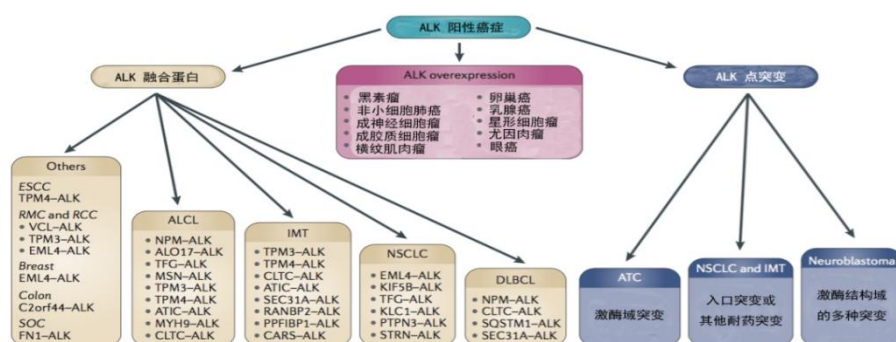 ALK 阳性癌症
ALK 融合蛋白
ALK overexpression
黑素瘤
非小细胞肺癌
成神经细胞瘤
成胶质细胞瘤
横纹肌肉瘤
卵巢癌
乳腺癌
星形细胞瘤
尤因肉瘤
眼癌
ALK 点突变
Others
ESCC
TPM4–ALK
RMC and RCC
VCL–ALK
TPM3–ALK
EML4–ALK
Breast
EML4–ALK
Colon
C2orf44–ALK
SOC
FN1–ALK
ALCL
NPM–ALK
ALO17–ALK
TFG–ALK
MSN–ALK
TPM3–ALK
TPM4–ALK
ATIC–ALK
MYH9–ALK
CLTC–ALK
IMT
TPM3–ALK
TPM4–ALK
CLTC–ALK
ATIC–ALK
SEC31A–ALK
RANBP2–ALK
PPFIBP1–ALK
CARS–ALK
NSCLC
EML4–ALK
KIF5B–ALK
TFG–ALK
KLC1–ALK
PTPN3–ALK
STRN–ALK
DLBCL
NPM–ALK
CLTC–ALK
SQSTM1–ALK
SEC31A–ALK
ATC
激酶域突变
NSCLC and IMT
入口突变或
其他耐药突变
Neuroblastoma
激酶结构域
的多种突变